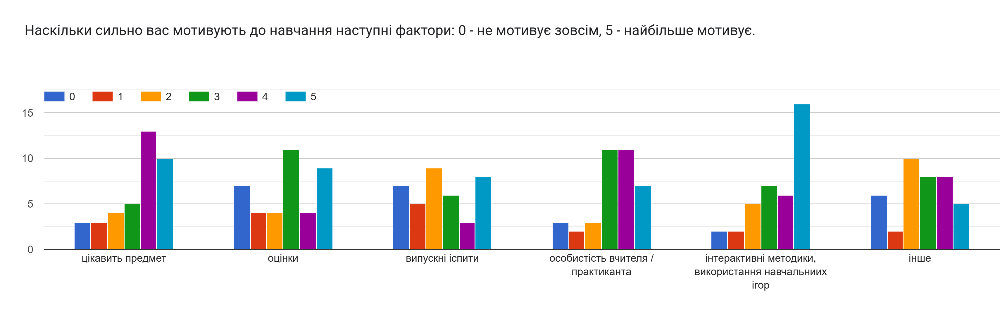 Наскільки сильно вас мотивують до навчання наступні фактори: 0 - не мотивує зовсім, 5 - найбільше мотивує.
0 1 2 3 4 5
15
10
5
0
цікавить предмет
оцінки
випускні іспити
особистість вчителя /
практиканта
інтерактивні методики,
використання навчальниих
ігор
інше